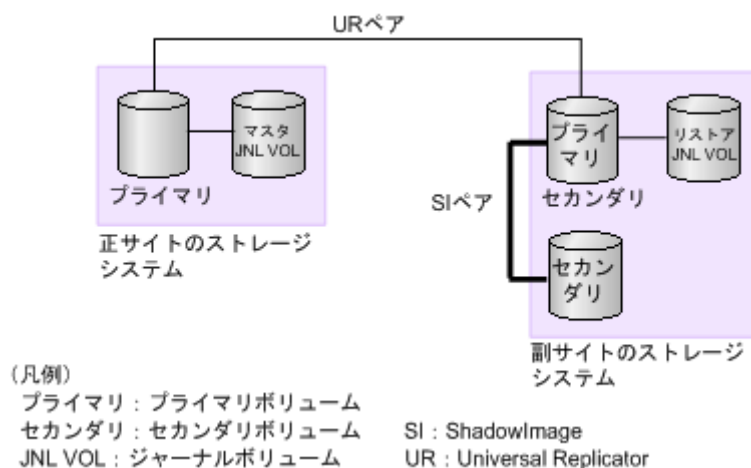 URペア
マスタ
JNL VOL
プライマリ
正サイトのストレージ
システム
プライ
マリ
リストア
JNL VOL
セカンダリ
SIペア
セカン
ダリ
副サイトのストレージ
システム
(凡例)
プライマリ:プライマリボリューム
セカンダリ:セカンダリボリューム
SI : ShadowImage
JNL VOL:ジャーナルボリューム
UR : Universal Replicator